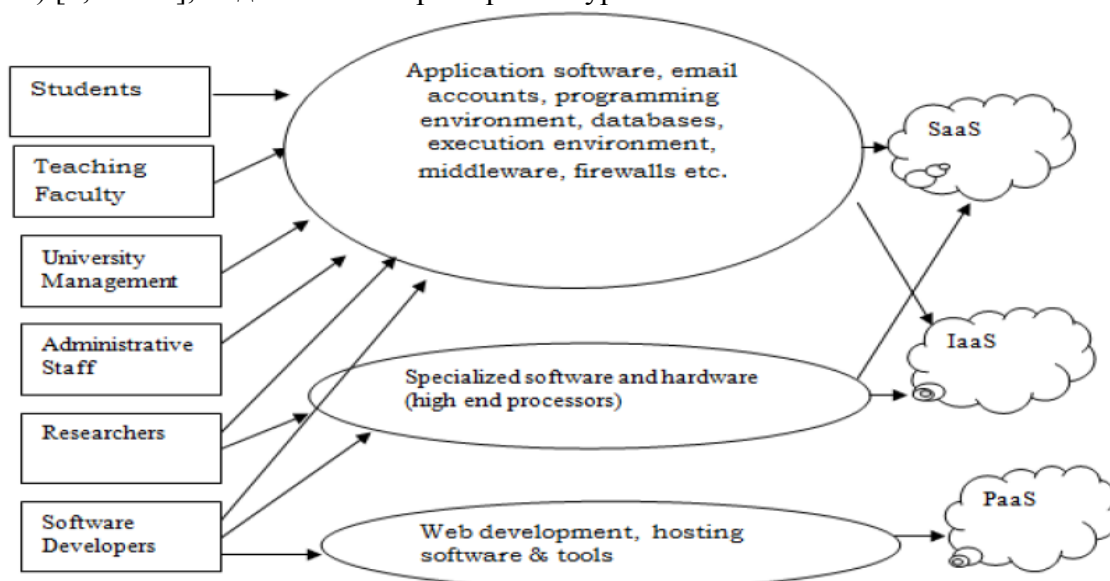 Students
Teaching
Faculty
University
Management
Administrative
Staff
Researchers
Software
Developers
Application software, email
accounts, programming
environment, databases,
execution environment,
middleware, firewalls etc.
Specialized software and hardware
(high end processors)
Web development, hosting
software & tools
SaaS
IaaS
PaaS